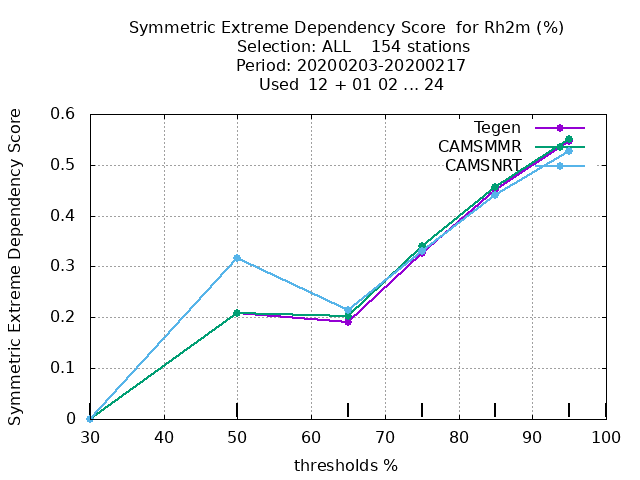 Symmetric Extreme Dependency Score for Rh2m (%)
Selection: ALL 154 stations
Period: 20200203-20200217
Used 12 + 01 02 ... 24
Symmetric Extreme Dependency Score
0.6
0.5
0.4
0.3
0.2
0.1
0
Tegen
CAMSMMR
CAMSNRT
30 40 50 60 70 80 90 100
thresholds %